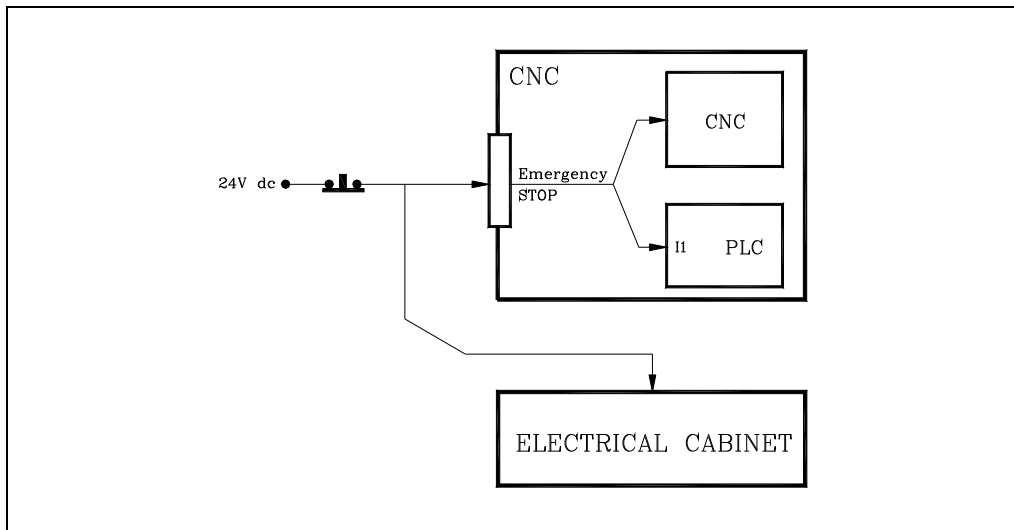 CNC
CNC
24V dc
Emergency
STOP
I1 PLC
ELECTRICAL CABINET